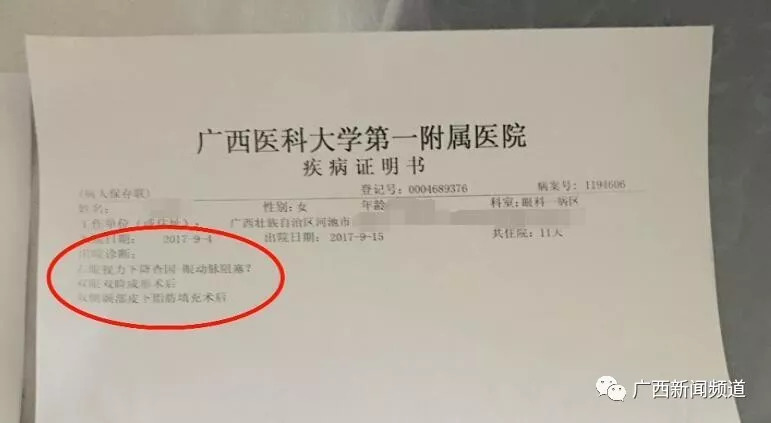 广西医科大学第一附属医院
疾病证明书
(病人保存联) 登记号: 0004689376 病案号: 1194606
姓名: 性别: 女 年龄 科室: 眼科一病区
工作单位(或住址): 广西壮族自治区河池市
院日期: 2017-9-4 出院日期: 2017-9-15 共住院: 11天
出院诊断:
眼视力下降查因 眼动脉阻塞?
双眼双睑成形术后
双侧颞部皮下脂肪填充术后
广西新闻频道